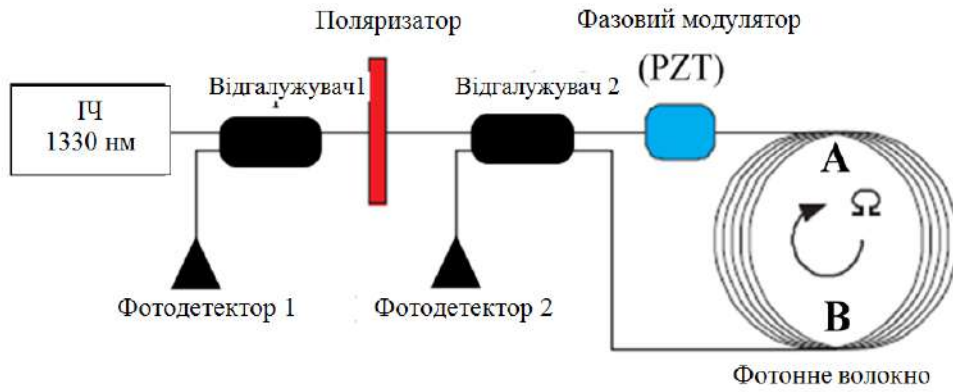 Поляризатор
Фазовий модулятор
(PZT)
Відгалужувач1
Відгалужувач 2
ІЧ
1330 нм
A
Ω
B
Фотодетектор 1
Фотодетектор 2
Фотонне волокно